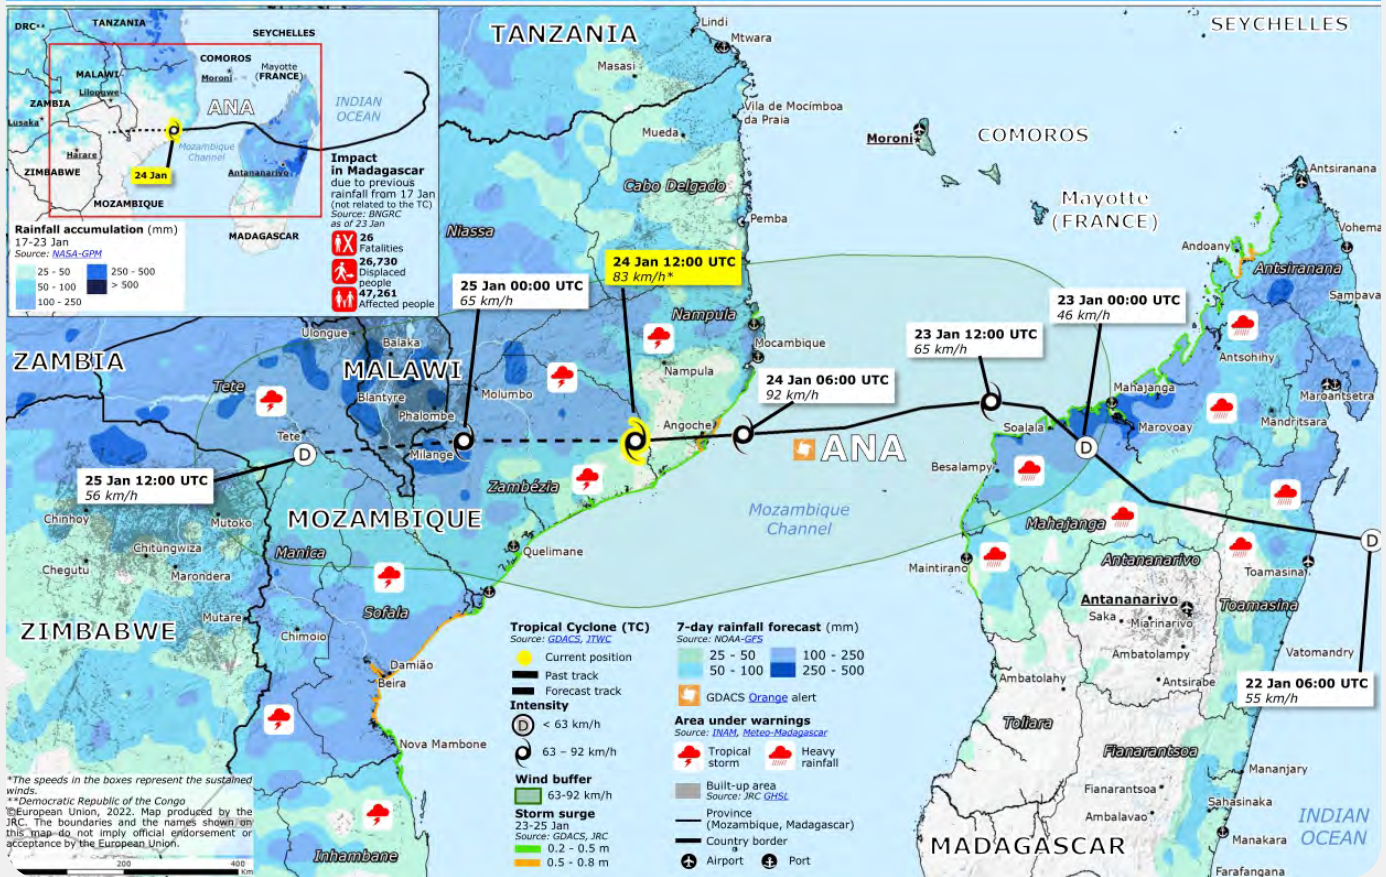 DRC**
TANZANIA
SEYCHELLES
COMOROS
Moroni
Mayotte
(FRANCE)
MALAWI
Lilongwe
ZAMBIA
ANA
INDIAN
OCEAN
Lusaka
Mozambique
Channel
Harare
24 Jan
Antananarivo
ZIMBABWE
MOZAMBIQUE
MADAGASCAR
Impact
in Madagascar
due to previous
rainfall from 17 Jan
(not related to the TC)
Source: BNGRC
as of 23 Jan
26
Fatalities
26,730
Displaced
people
47,261
Affected people
Rainfall accumulation (mm)
17-23 Jan
Source: NASA-GPM
25 - 50
250 - 500
50 - 100
> 500
100 - 250
TANZANIA
Lindi
Mtwara
Masasi
SEYCHELLES
Vila de Mocimboa
da Praia
Mueda
Moroni
COMOROS
Cabo Delgado
Mayotte
(FRANCE)
Antsiranana
Pemba
Niassa
Vohema
Andoany
Antsiranana
Sambava
24 Jan 12:00 UTC
83 km/h*
25 Jan 00:00 UTC
65 km/h
23 Jan 00:00 UTC
46 km/h
23 Jan 12:00 UTC
65 km/h
Nampula
Mocambique
Antsohihy
Ulongue
Balaka
ZAMBIA
MALAWI
Tete
Blantyre
Phalombe
Molumbo
Nampula
24 Jan 06:00 UTC
92 km/h
Mahajanga
Maroantsetra
Mandritsara
Tete
Milange
Angoche
ANA
Soalala
Marovoay
Besalampy
25 Jan 12:00 UTC
56 km/h
Zambézia
Mozambique
Channel
MOZAMBIQUE
Mahajanga
Chinhoy
Mutoko
Chitungwiza
Manica
Quelimane
Chegutu
Marondera
Maintirano
Antananarivo
Toamasina
Antananarivo
Toamasina
Saka
Miarinarivo
Sofala
Mutare
ZIMBABWE
Chimoio
Ambatolampy
Vatomandry
Damião
Beira
Ambatolahy
Antsirabe
22 Jan 06:00 UTC
55 km/h
Toliara
Nova Mambone
Fianarantsoa
Mananjary
Fianarantsoa
Sahasinaka
Ambalavao
Manakara
INDIAN
OCEAN
MADAGASCAR
Farafangana
Inhambane
Tropical Cyclone (TC)
Source: GDACS, JTWC
Current position
Past track
Forecast track
Intensity
D < 63 km/h
63 – 92 km/h
Wind buffer
63-92 km/h
Storm surge
23-25 Jan
Source: GDACS, JRC
0.2 - 0.5 m
0.5 - 0.8 m
7-day rainfall forecast (mm)
Source: NOAA-GFS
25 - 50
100 - 250
50 - 100
250 - 500
GDACS Orange alert
Area under warnings
Source: INAM, Meteo-Madagascar
Tropical
storm
Heavy
rainfall
Built-up area
Source: JRC GHSL
Province
(Mozambique, Madagascar)
Country border
Airport
Port
D
D
D
*The speeds in the boxes represent the sustained
winds.
**Democratic Republic of the Congo
©European Union, 2022. Map produced by the
JRC. The boundaries and the names shown on
this map do not imply official endorsement or
acceptance by the European Union.
200
400
Km